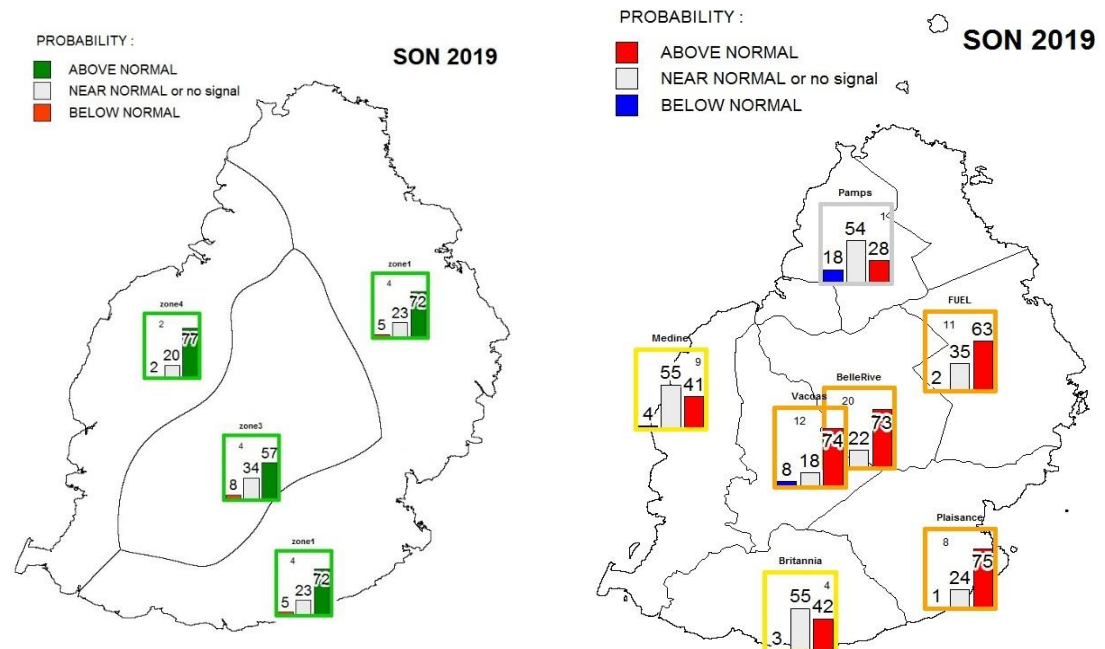 PROBABILITY :
ABOVE NORMAL
NEAR NORMAL or no signal
BELOW NORMAL
SON 2019
zone1
4
5 23 72
zone4
2
2 20 77
zone3
4
8 34 57
zone1
4
5 23 72
PROBABILITY :
ABOVE NORMAL
NEAR NORMAL or no signal
BELOW NORMAL
SON 2019
Pamps
1
18 54 28
FUEL
11
2 35 63
Medine
9
4 55 41
BelleRive
20
22 73
Vacoas
12
8 18 74
Plaisance
8
1 24 75
Britannia
4
3 55 42